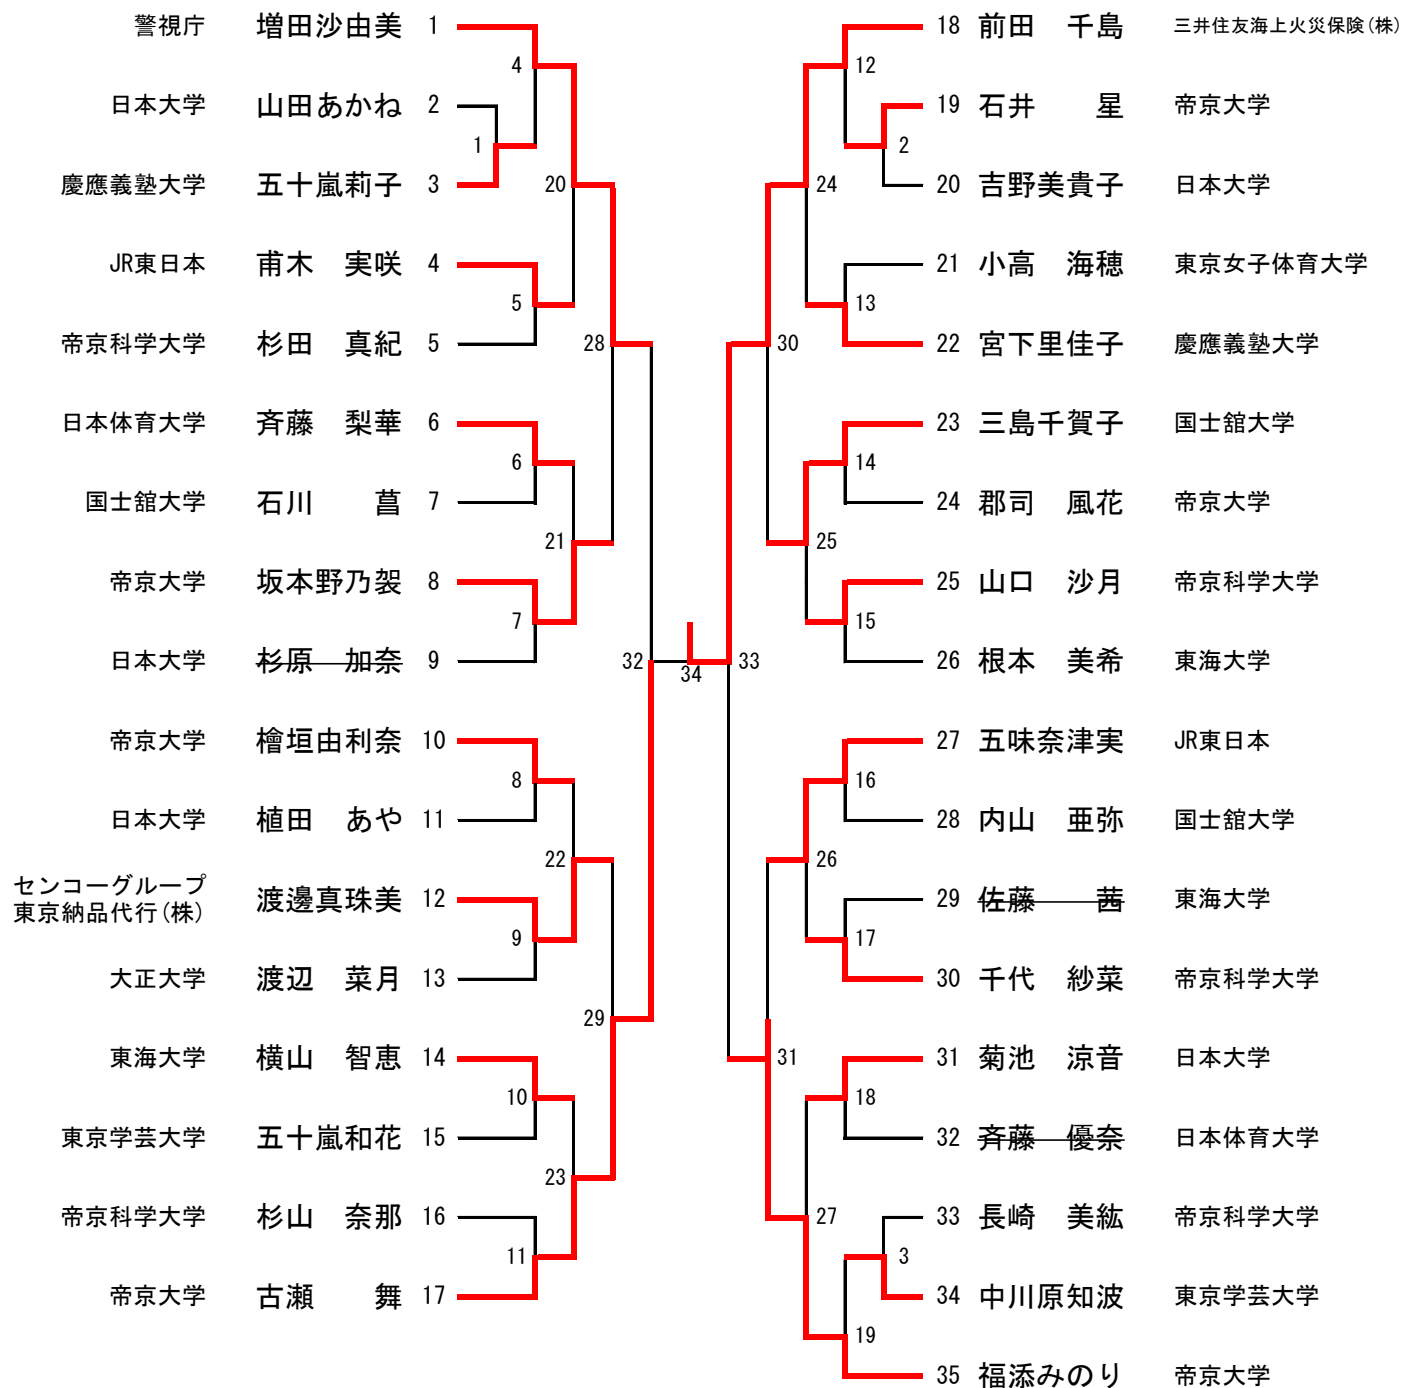 警視庁 増田沙由美 1
4
日本大学 山田あかね 2
1
慶應義塾大学 五十嵐莉子 3
20
JR東日本 甫木 実咲 4
5
帝京科学大学 杉田 真紀 5
28
日本体育大学 斉藤 梨華 6
6
国士舘大学 石川 菖 7
21
帝京大学 坂本野乃袈 8
7
日本大学 杉原 加奈 9
32
34
帝京大学 檜垣由利奈 10
8
日本大学 植田 あや 11
22
センコーグループ
東京納品代行(株) 渡邊真珠美 12
9
大正大学 渡辺 菜月 13
29
東海大学 横山 智恵 14
10
東京学芸大学 五十嵐和花 15
23
帝京科学大学 杉山 奈那 16
11
帝京大学 古瀬 舞 17
18 前田 千島 三井住友海上火災保険(株)
12
19 石井 星 帝京大学
2
24
20 吉野美貴子 日本大学
21 小高 海穂 東京女子体育大学
13
30
22 宮下里佳子 慶應義塾大学
23 三島千賀子 国士舘大学
14
24 郡司 風花 帝京大学
25
25 山口 沙月 帝京科学大学
15
33
26 根本 美希 東海大学
27 五味奈津実 JR東日本
16
28 内山 亜弥 国士舘大学
26
29 佐藤 茜 東海大学
17
30 千代 紗菜 帝京科学大学
31
31 菊池 涼音 日本大学
18
32 斉藤 優奈 日本体育大学
27
33 長崎 美紘 帝京科学大学
3
34 中川原知波 東京学芸大学
19
35 福添みのり 帝京大学